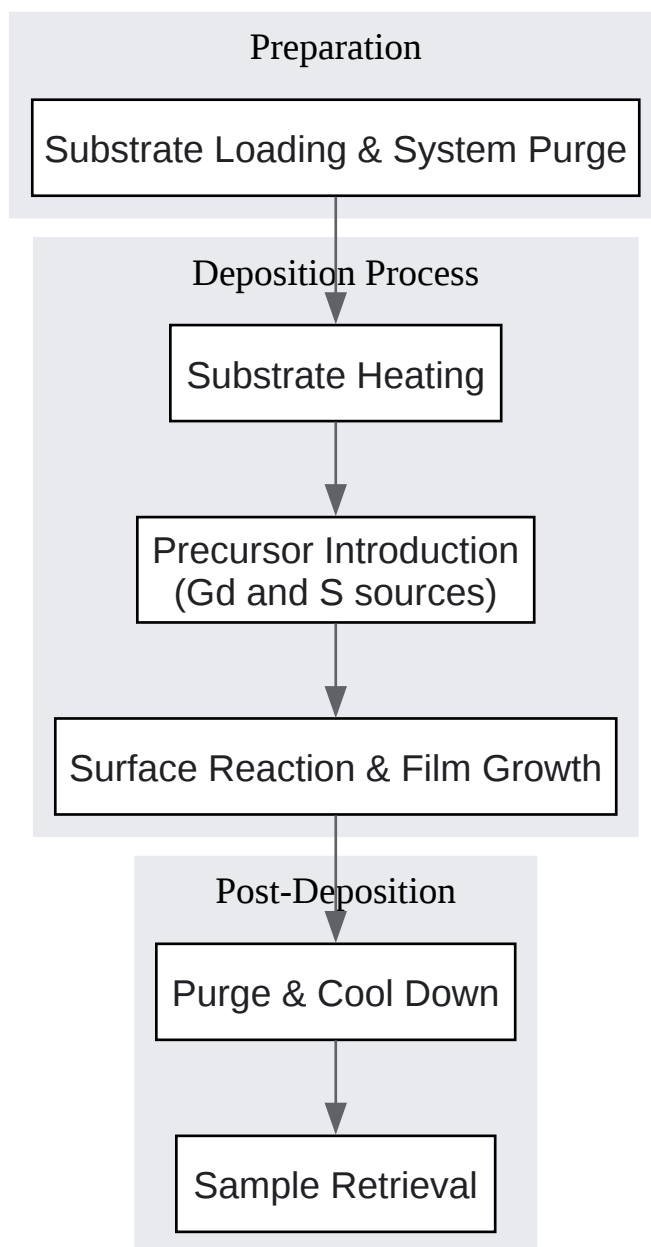 Preparation
Substrate Loading & System Purge
Deposition Process
Substrate Heating
Precursor Introduction
(Gd and S sources)
Surface Reaction & Film Growth
Post-Deposition
Purge & Cool Down
Sample Retrieval